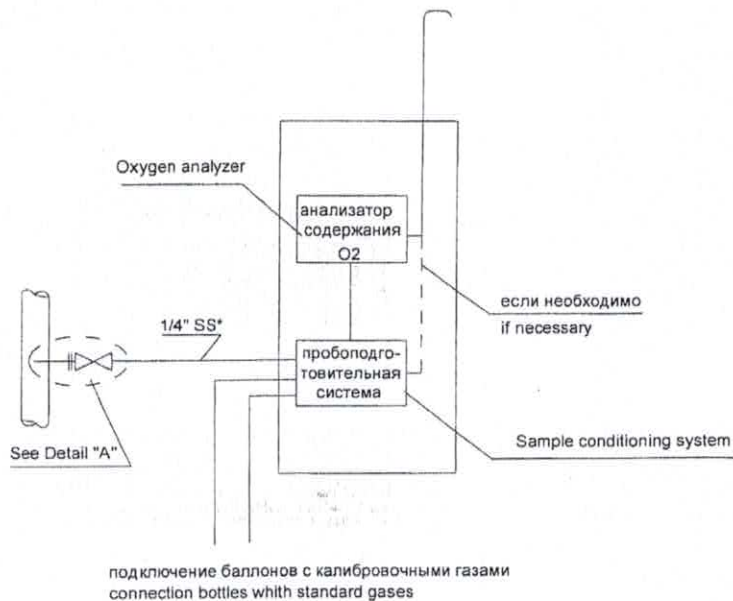 Oxygen analyzer
анализатор
содержания
O2
если необходимо
if necessary
1/4" SS*
пробоподго-
товительная
система
See Detail "A"
Sample conditioning system
подключение баллонов с калибровочными газами
connection bottles whith standard gases